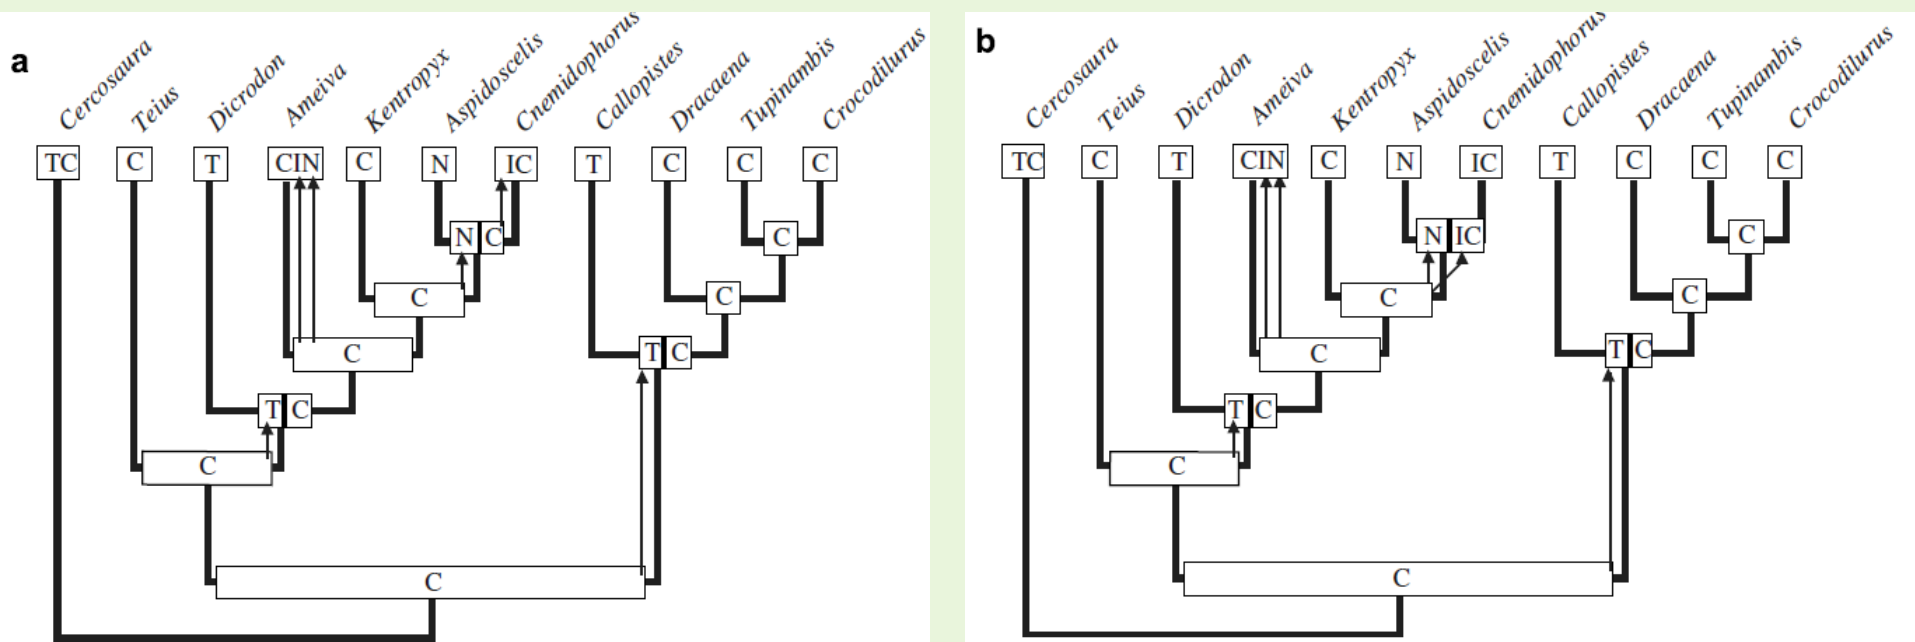 a
Cercosaura Teius Dicrodon Ameiva Kentropyx Aspidoscelis Cnemidophorus Callopistes Dracaena Tupinambis Crocodilurus
TC C T CIN C N IC T C C C
N C C
C C
C T C
T C
C
C
b
Cercosaura Teius Dicrodon Ameiva Kentropyx Aspidoscelis Cnemidophorus Callopistes Dracaena Tupinambis Crocodilurus
TC C T CIN C N IC T C C C
N IC C
C C
C T C
T C
C
C